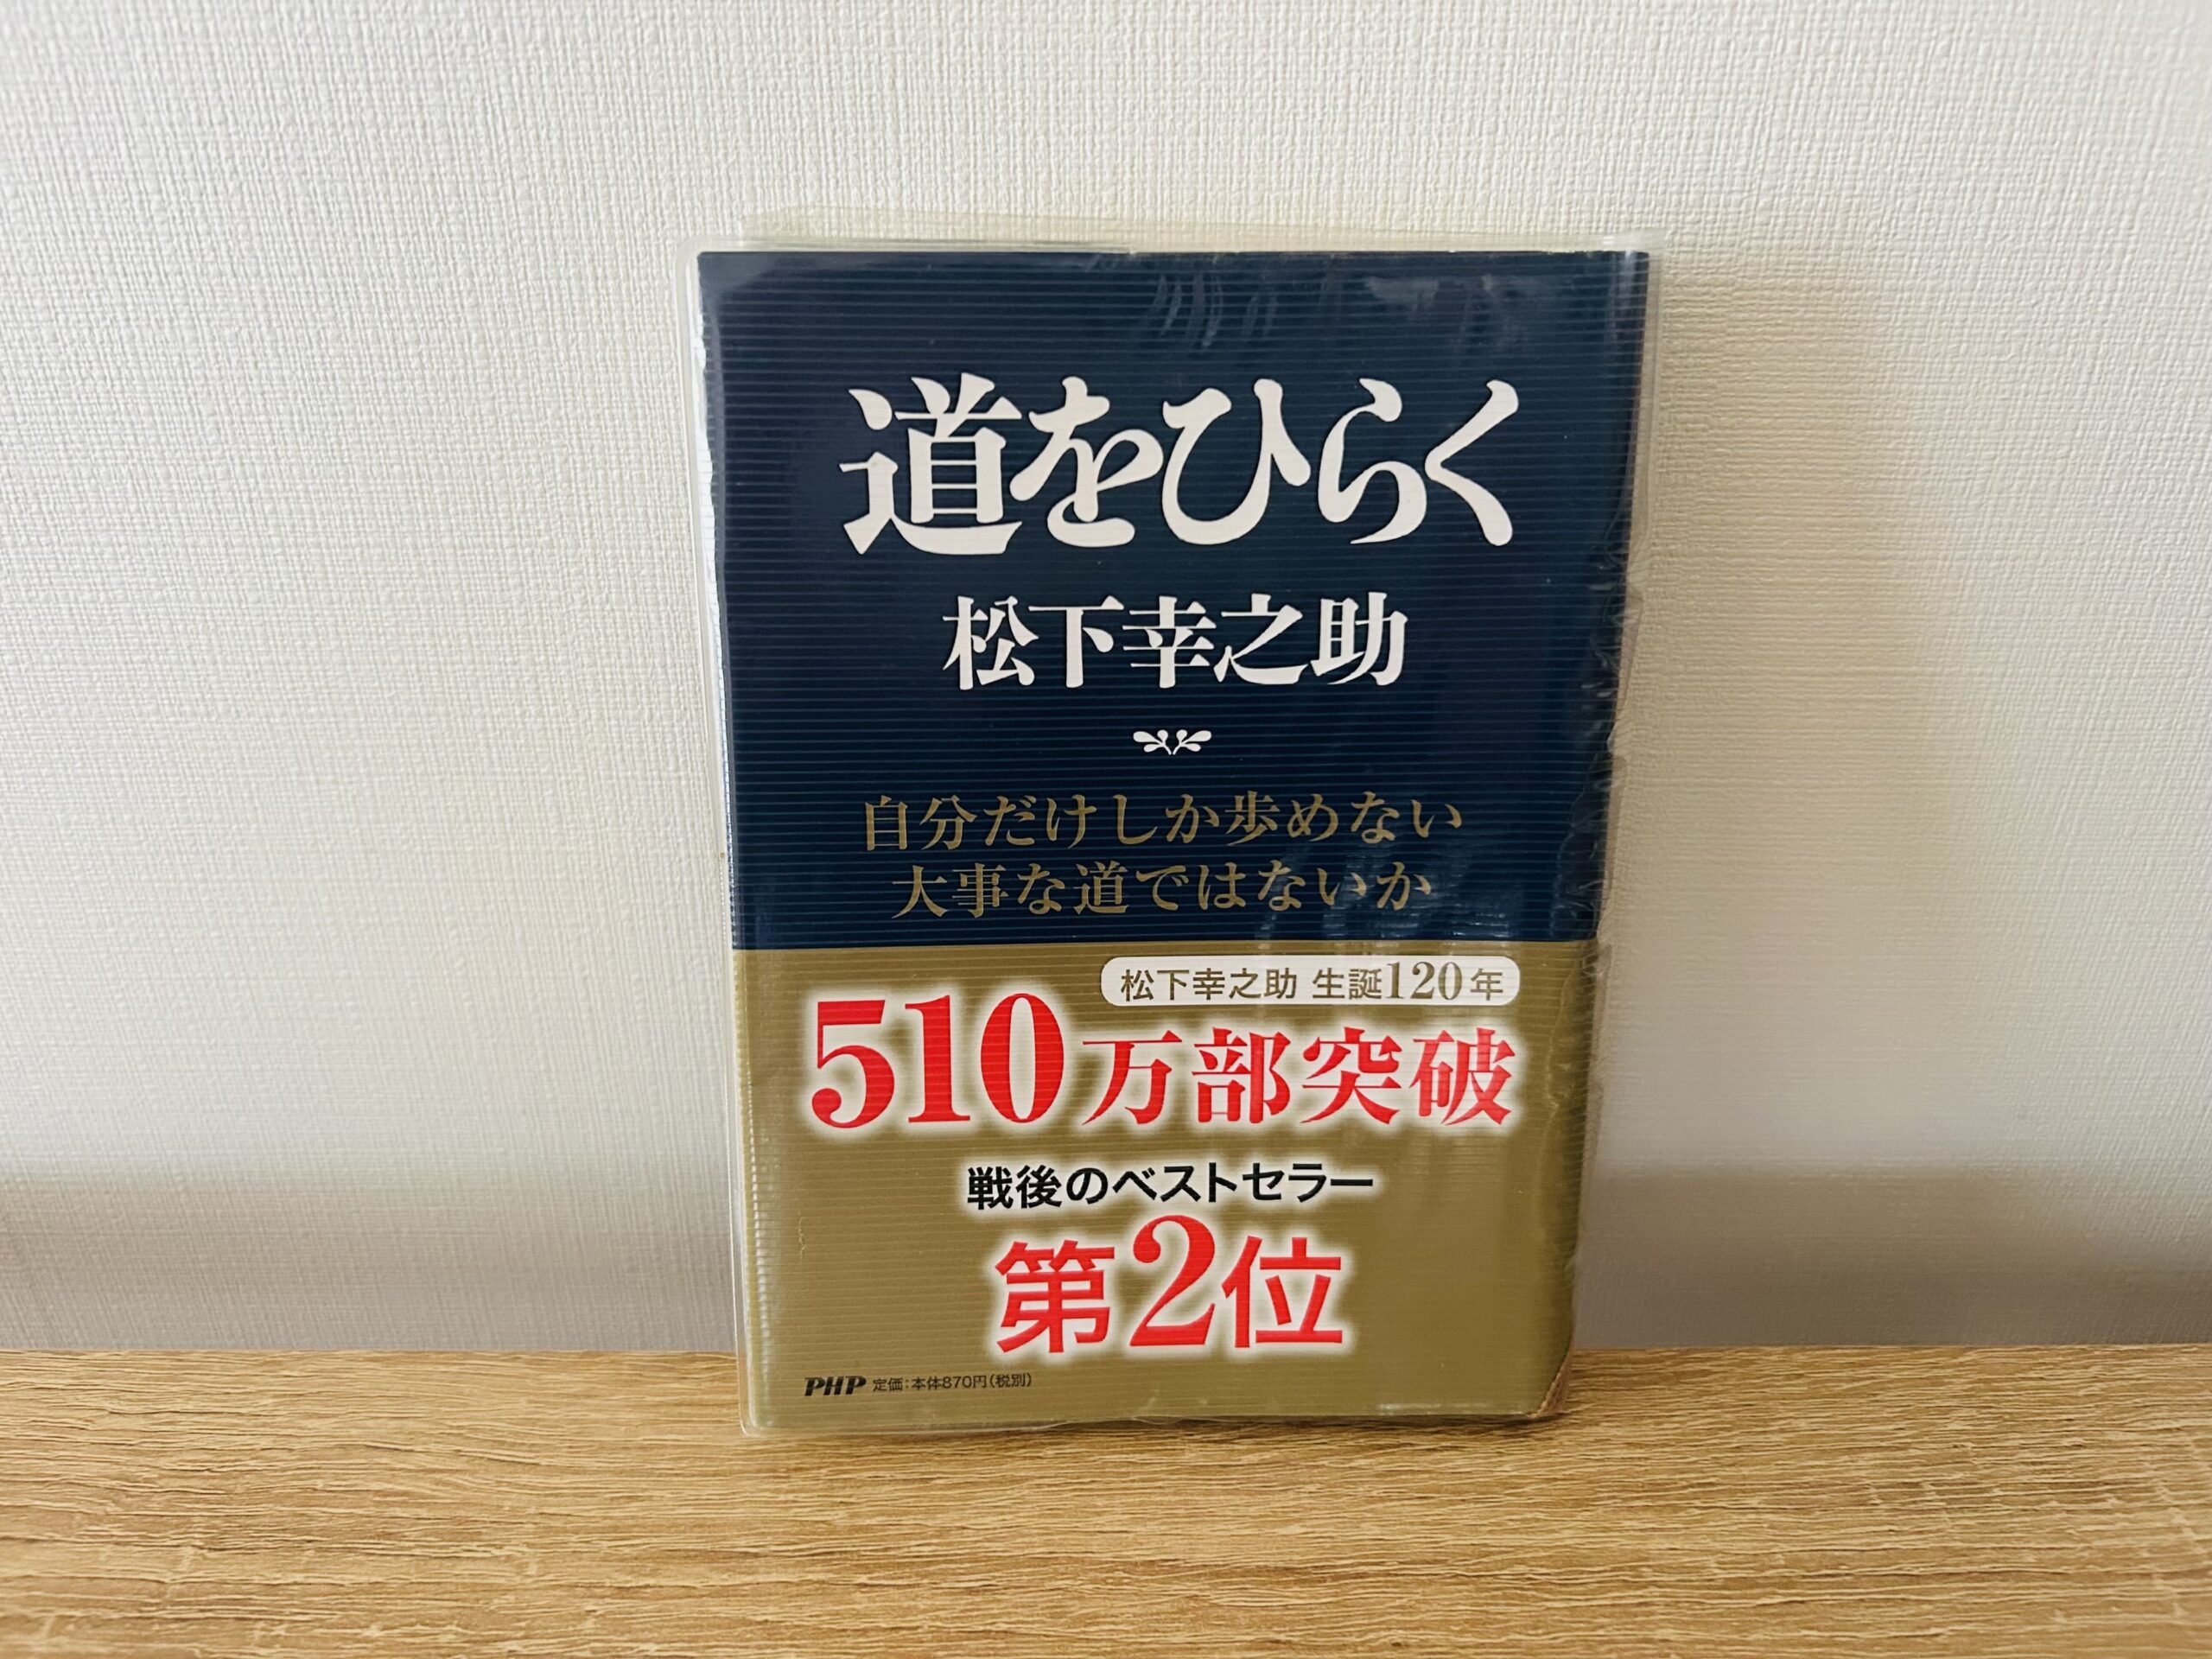 道をひらく
松下幸之助
自分だけしか歩めない
大事な道ではないか
松下幸之助 生誕120年
510万部突破
戦後のベストセラー
第2位
PHP 定価:本体870円(税別)